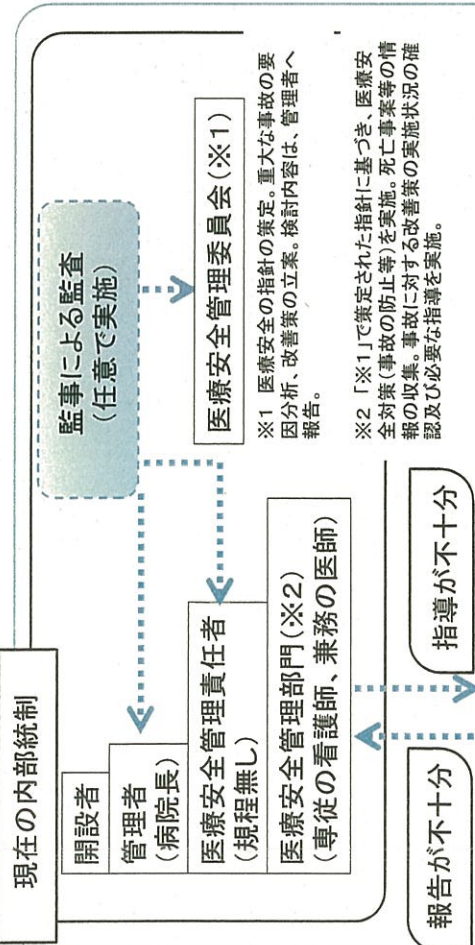 現在の内部統制
監事による監査
(任意で実施)
開設者
管理者
(病院長)
医療安全管理責任者
(規程無し)
医療安全管理部門(※2)
(専従の看護師、兼務の医師)
医療安全管理委員会(※1)
※1 医療安全の指針の策定。重大な事故の要
因分析、改善策の立案。検討内容は、管理者へ
報告。
※2 「※1」で策定された指針に基づき、医療安
全対策(事故の防止等)を実施。死亡事案等の情
報の収集。事故に対する改善策の実施状況の確
認及び必要な指導を実施。
報告が不十分
指導が不十分